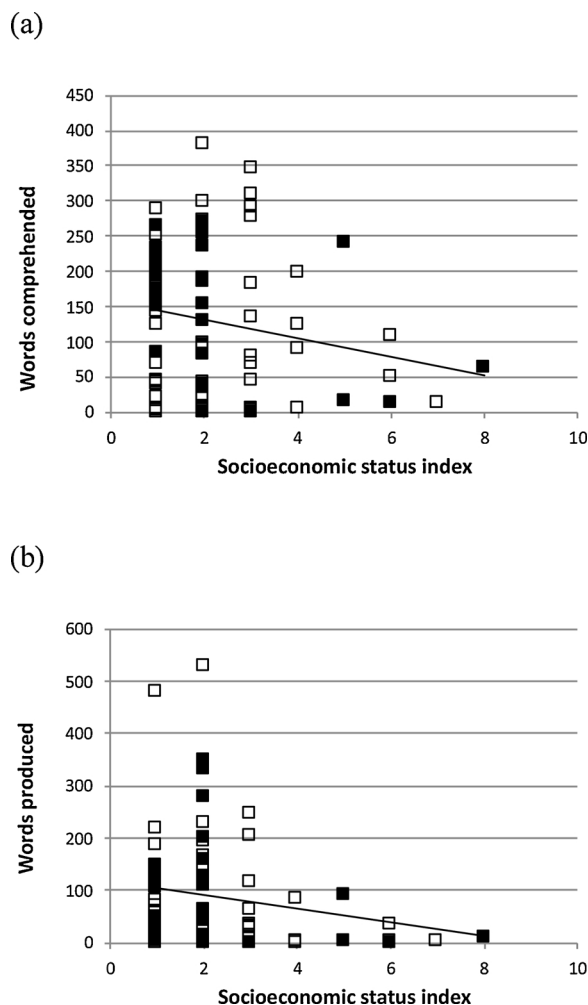 (a)
450
400
350
300
250
200
150
100
50
0
Words comprehended
0 2 4 6 8 10
Socioeconomic status index
(b)
600
500
400
300
200
100
0
Words produced
0 2 4 6 8 10
Socioeconomic status index